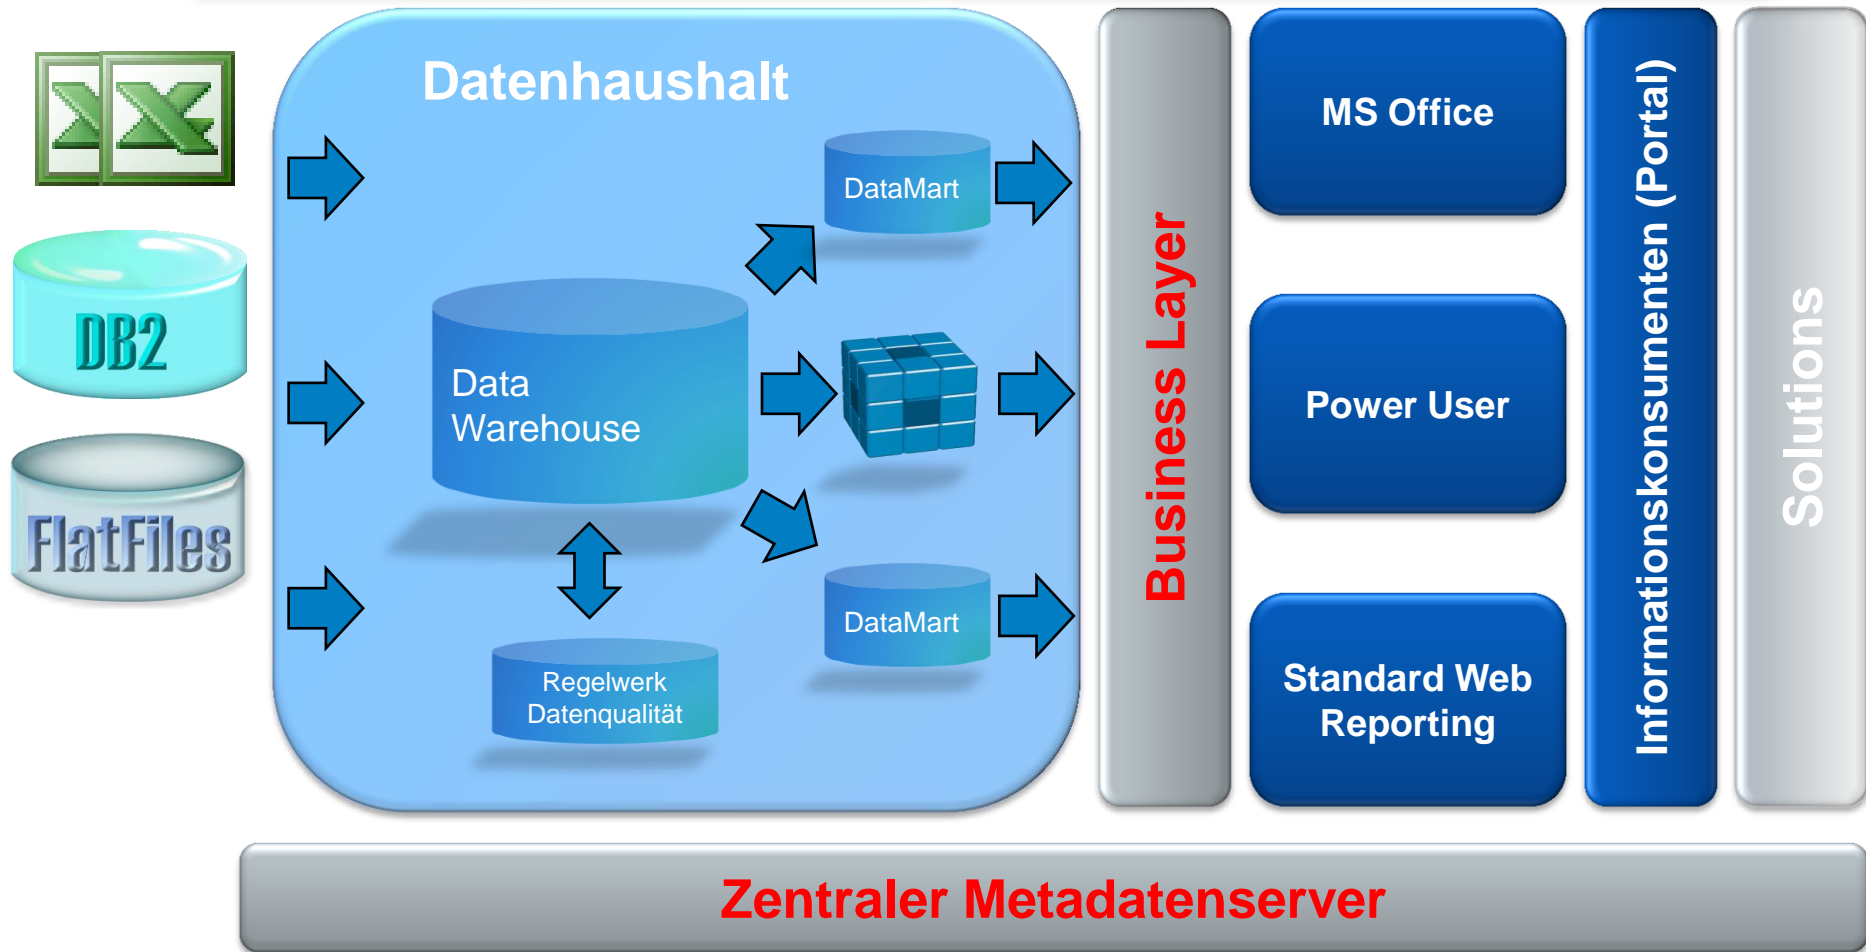 Datenhaushalt
DB2
FlatFiles
Data
Warehouse
Regelwerk
Datenqualität
DataMart
DataMart
Business Layer
MS Office
Power User
Standard Web
Reporting
Informationskonsumenten (Portal)
Solutions
Zentraler Metadatenserver